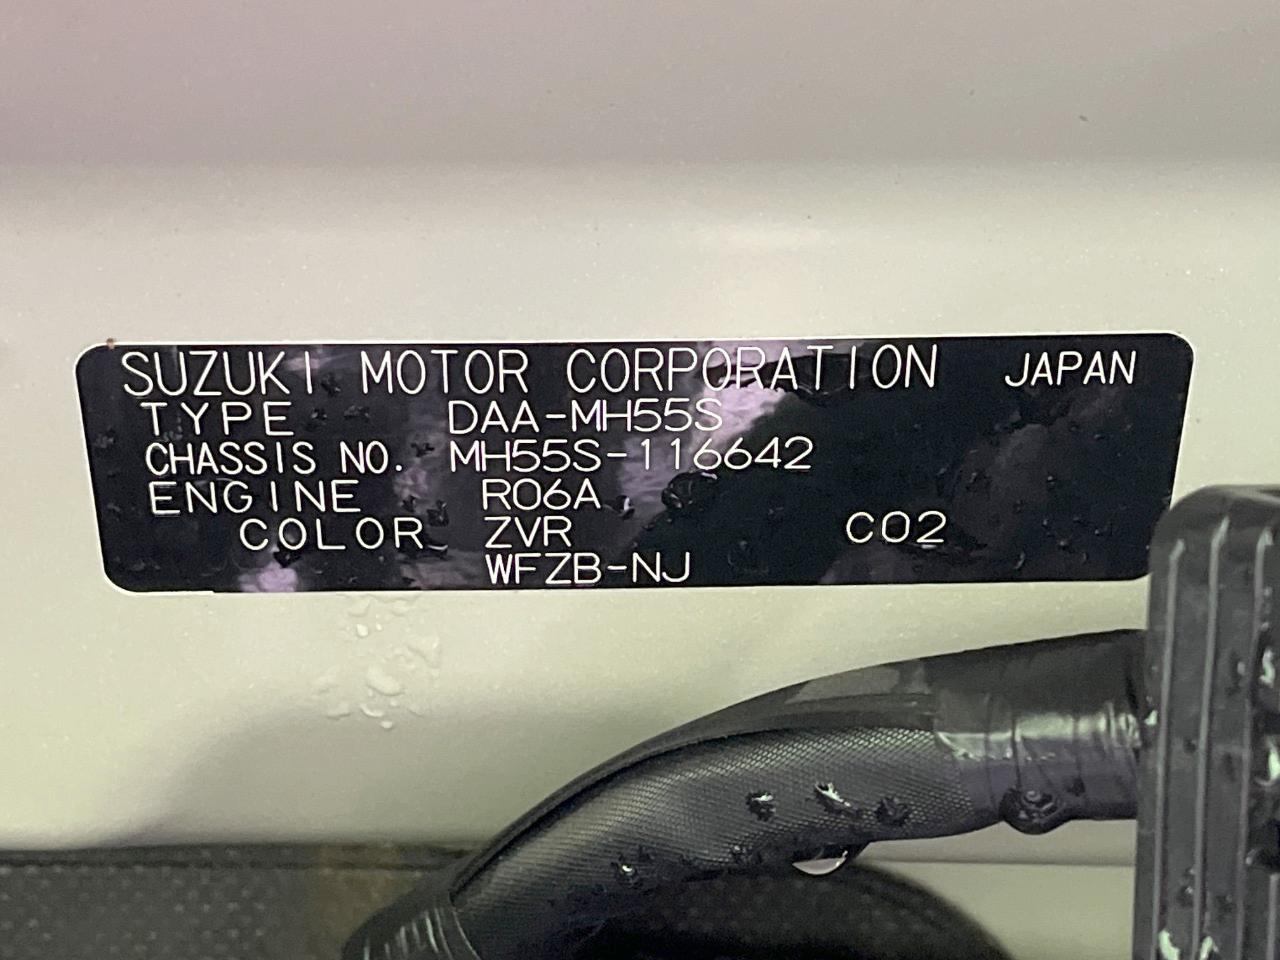 SUZUKI MOTOR CORPORATION JAPAN
TYPE DAA-MH55S
CHASSIS NO. MH55S-116642
ENGINE R06A
COLOR ZVR C02
WFZB-NJ